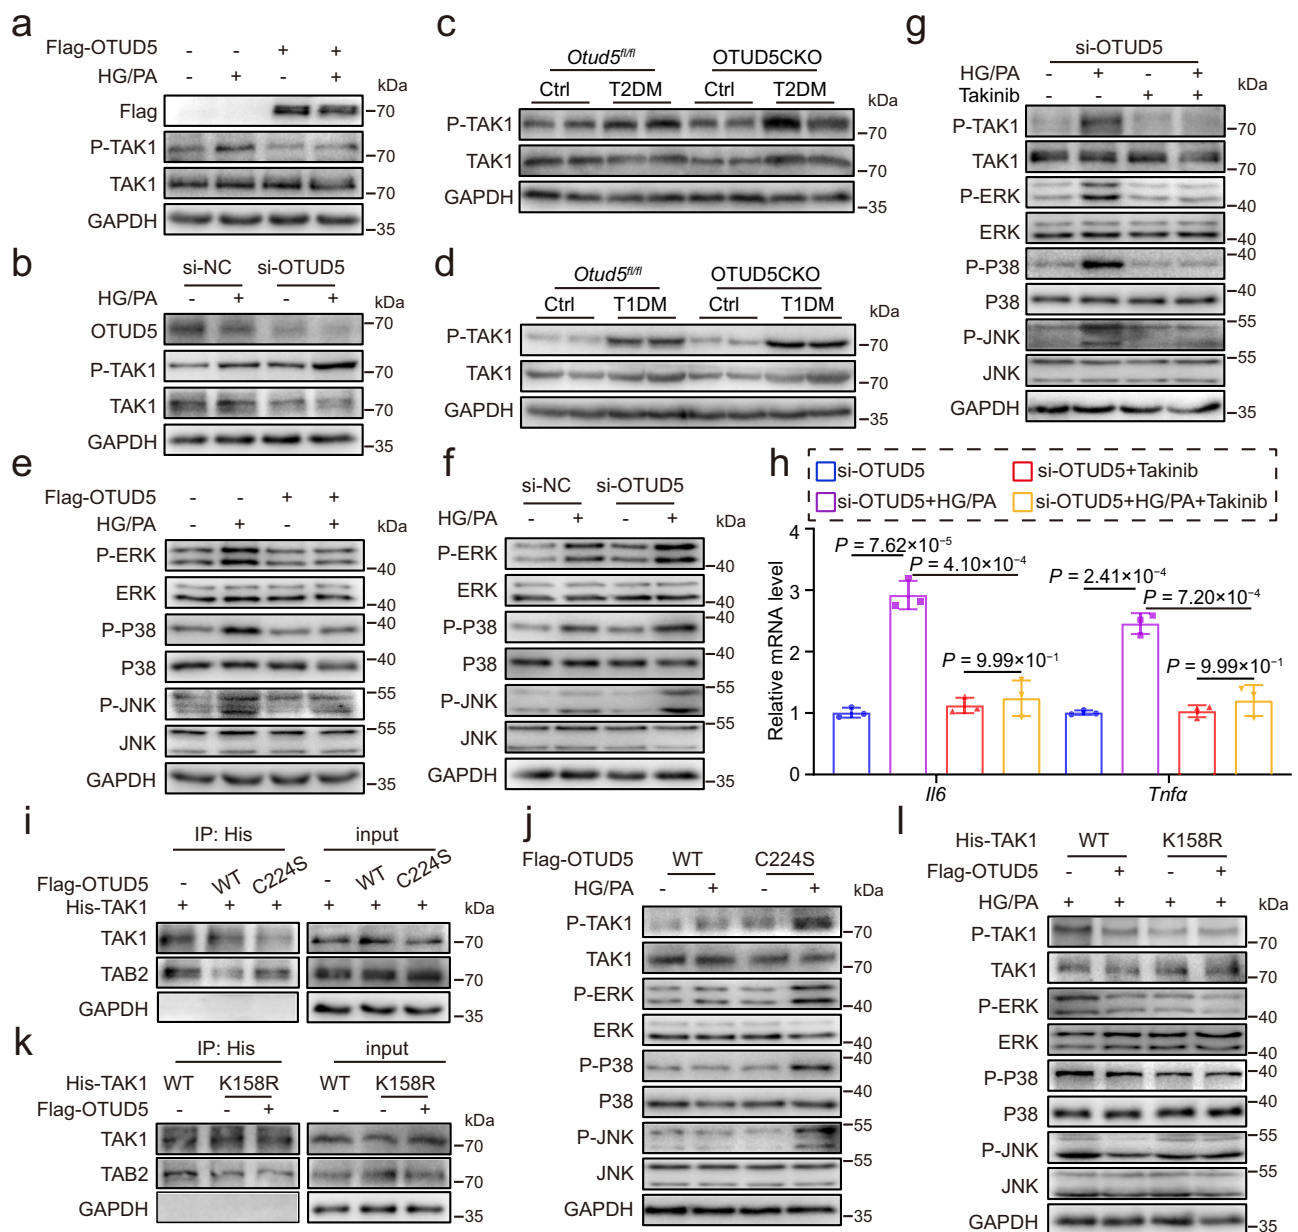 a
Flag-OTUD5 - - + +
HG/PA - + - + kDa
Flag –70
P-TAK1 –70
TAK1 –70
GAPDH –35
b
si-NC si-OTUD5
HG/PA - + - + kDa
OTUD5 –70
P-TAK1 –70
TAK1 –70
GAPDH –35
c
Otud5fl/fl OTUD5CKO
Ctrl T2DM Ctrl T2DM kDa
P-TAK1 –70
TAK1 –70
GAPDH –35
d
Otud5fl/fl OTUD5CKO
Ctrl T1DM Ctrl T1DM kDa
P-TAK1 –70
TAK1 –70
GAPDH –35
e
Flag-OTUD5 - - + +
HG/PA - + - + kDa
P-ERK –40
ERK –40
P-P38 –40
P38 –40
P-JNK –55
JNK –55
GAPDH –35
f
si-NC si-OTUD5
HG/PA - + - + kDa
P-ERK –40
ERK –40
P-P38 –40
P38 –40
P-JNK –55
JNK –55
GAPDH –35
g
si-OTUD5
HG/PA - + - + kDa
Takinib - - + +
P-TAK1 –70
TAK1 –70
P-ERK –40
ERK –40
P-P38 –40
P38 –40
P-JNK –55
JNK –55
GAPDH –35
h
si-OTUD5 si-OTUD5+Takinib
si-OTUD5+HG/PA si-OTUD5+HG/PA+Takinib
Relative mRNA level
4
3
2
1
0
P = 7.62×10-5
P = 4.10×10-4
P = 9.99×10-1
P = 2.41×10-4
P = 7.20×10-4
P = 9.99×10-1
Il6 Tnfα
i
IP: His input
Flag-OTUD5 - WT C224S - WT C224S
His-TAK1 + + + + + + kDa
TAK1 –70
TAB2 –70
GAPDH –35
j
Flag-OTUD5 WT C224S
HG/PA - + - + kDa
P-TAK1 –70
TAK1 –70
P-ERK –40
ERK –40
P-P38 –40
P38 –40
P-JNK –55
JNK –55
GAPDH –35
k
IP: His input
His-TAK1 WT K158R WT K158R
Flag-OTUD5 - - + - - + kDa
TAK1 –70
TAB2 –70
GAPDH –35
l
His-TAK1 WT K158R
Flag-OTUD5 - + - +
HG/PA + + + + kDa
P-TAK1 –70
TAK1 –70
P-ERK –40
ERK –40
P-P38 –40
P38 –40
P-JNK –55
JNK –55
GAPDH –35